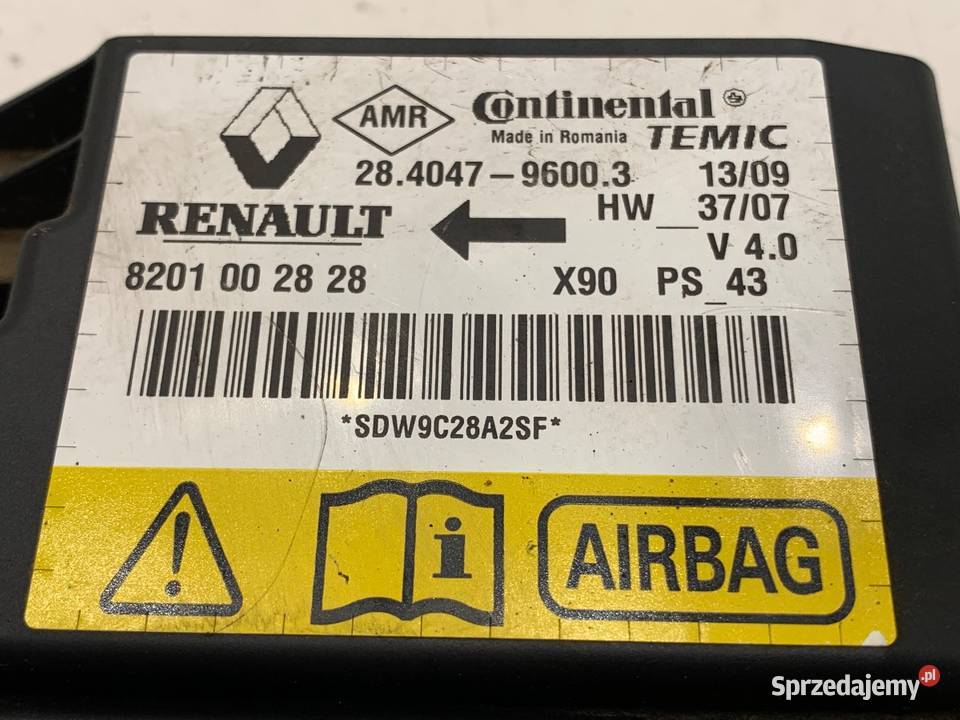 AMR Continental
Made in Romania TEMIC
28.4047-9600.3 13/09
RENAULT HW__37/07
V 4.0
8201 00 28 28 X90 PS_43
*SDW9C28A2SF*
i AIRBAG
Sprzedajemy.pl